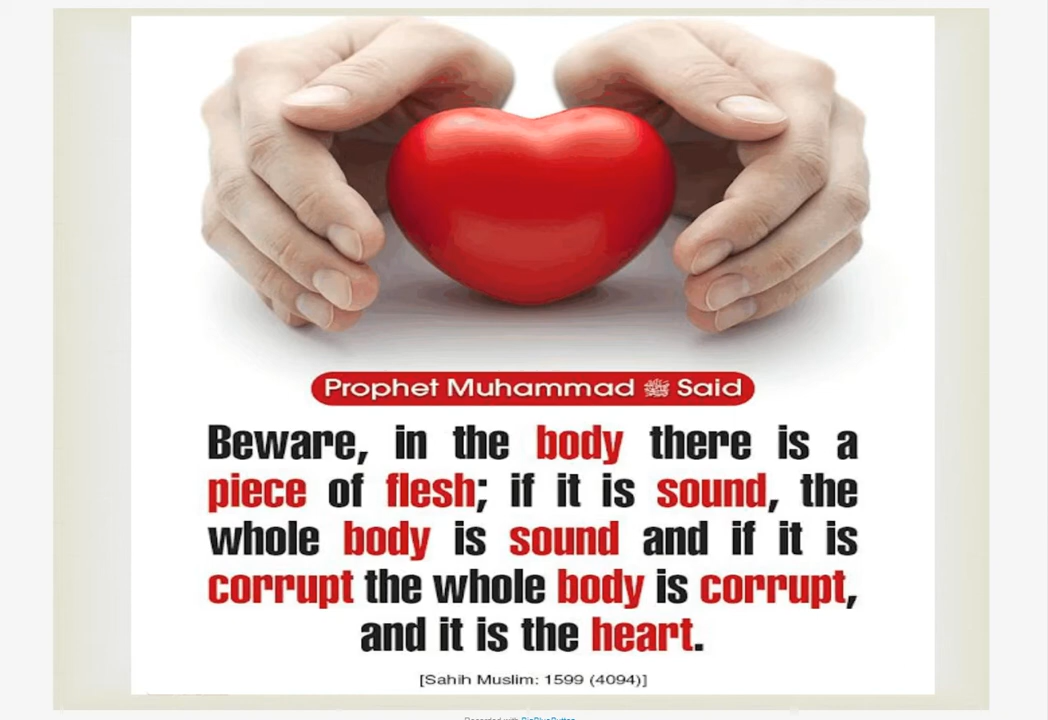 Prophet Muhammad ﷺ Said
Beware, in the body there is a
piece of flesh; if it is sound, the
whole body is sound and if it is
corrupt the whole body is corrupt,
and it is the heart.
[Sahih Muslim: 1599 (4094)]